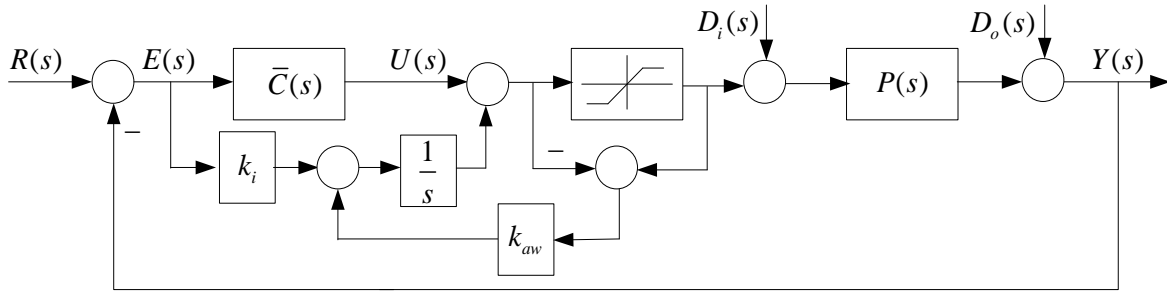 D_i(s)
D_o(s)
R(s)
E(s)
C̅(s)
U(s)
P(s)
Y(s)
−
−
k_i
1/s
k_aw